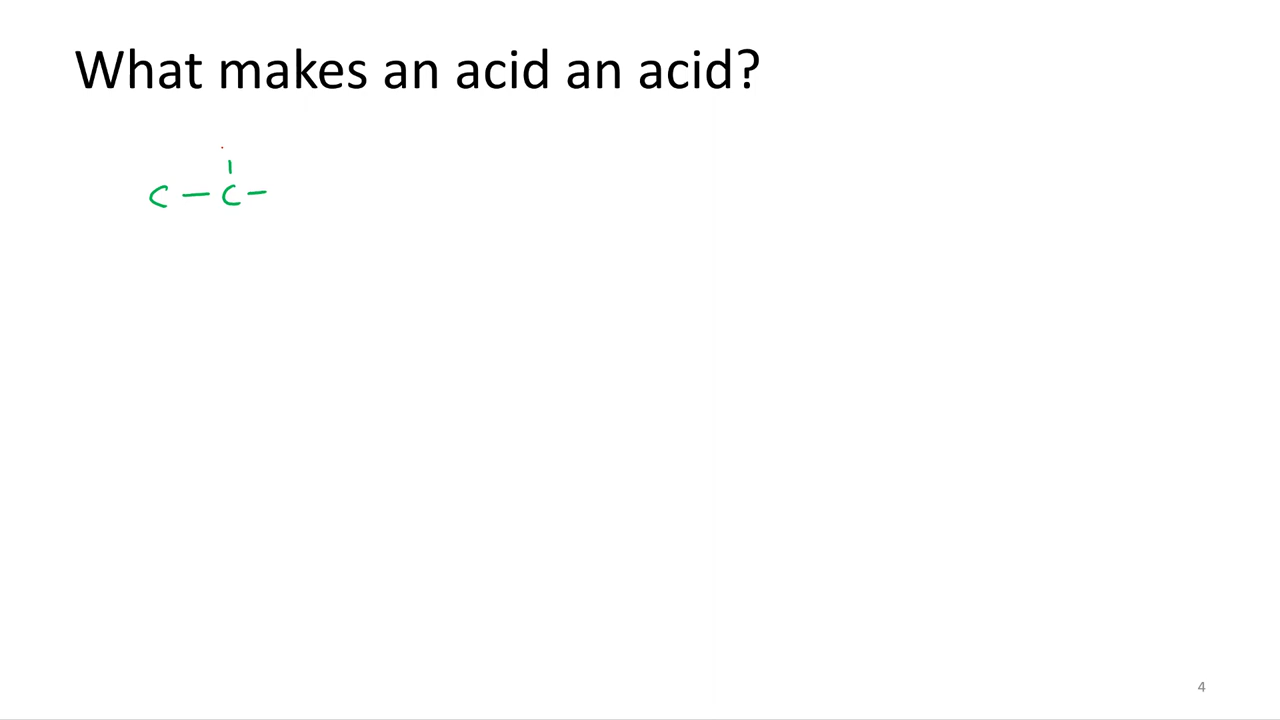 What makes an acid an acid?
C – C –
4